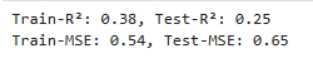 Train-R²: 0.38, Test-R²: 0.25
Train-MSE: 0.54, Test-MSE: 0.65